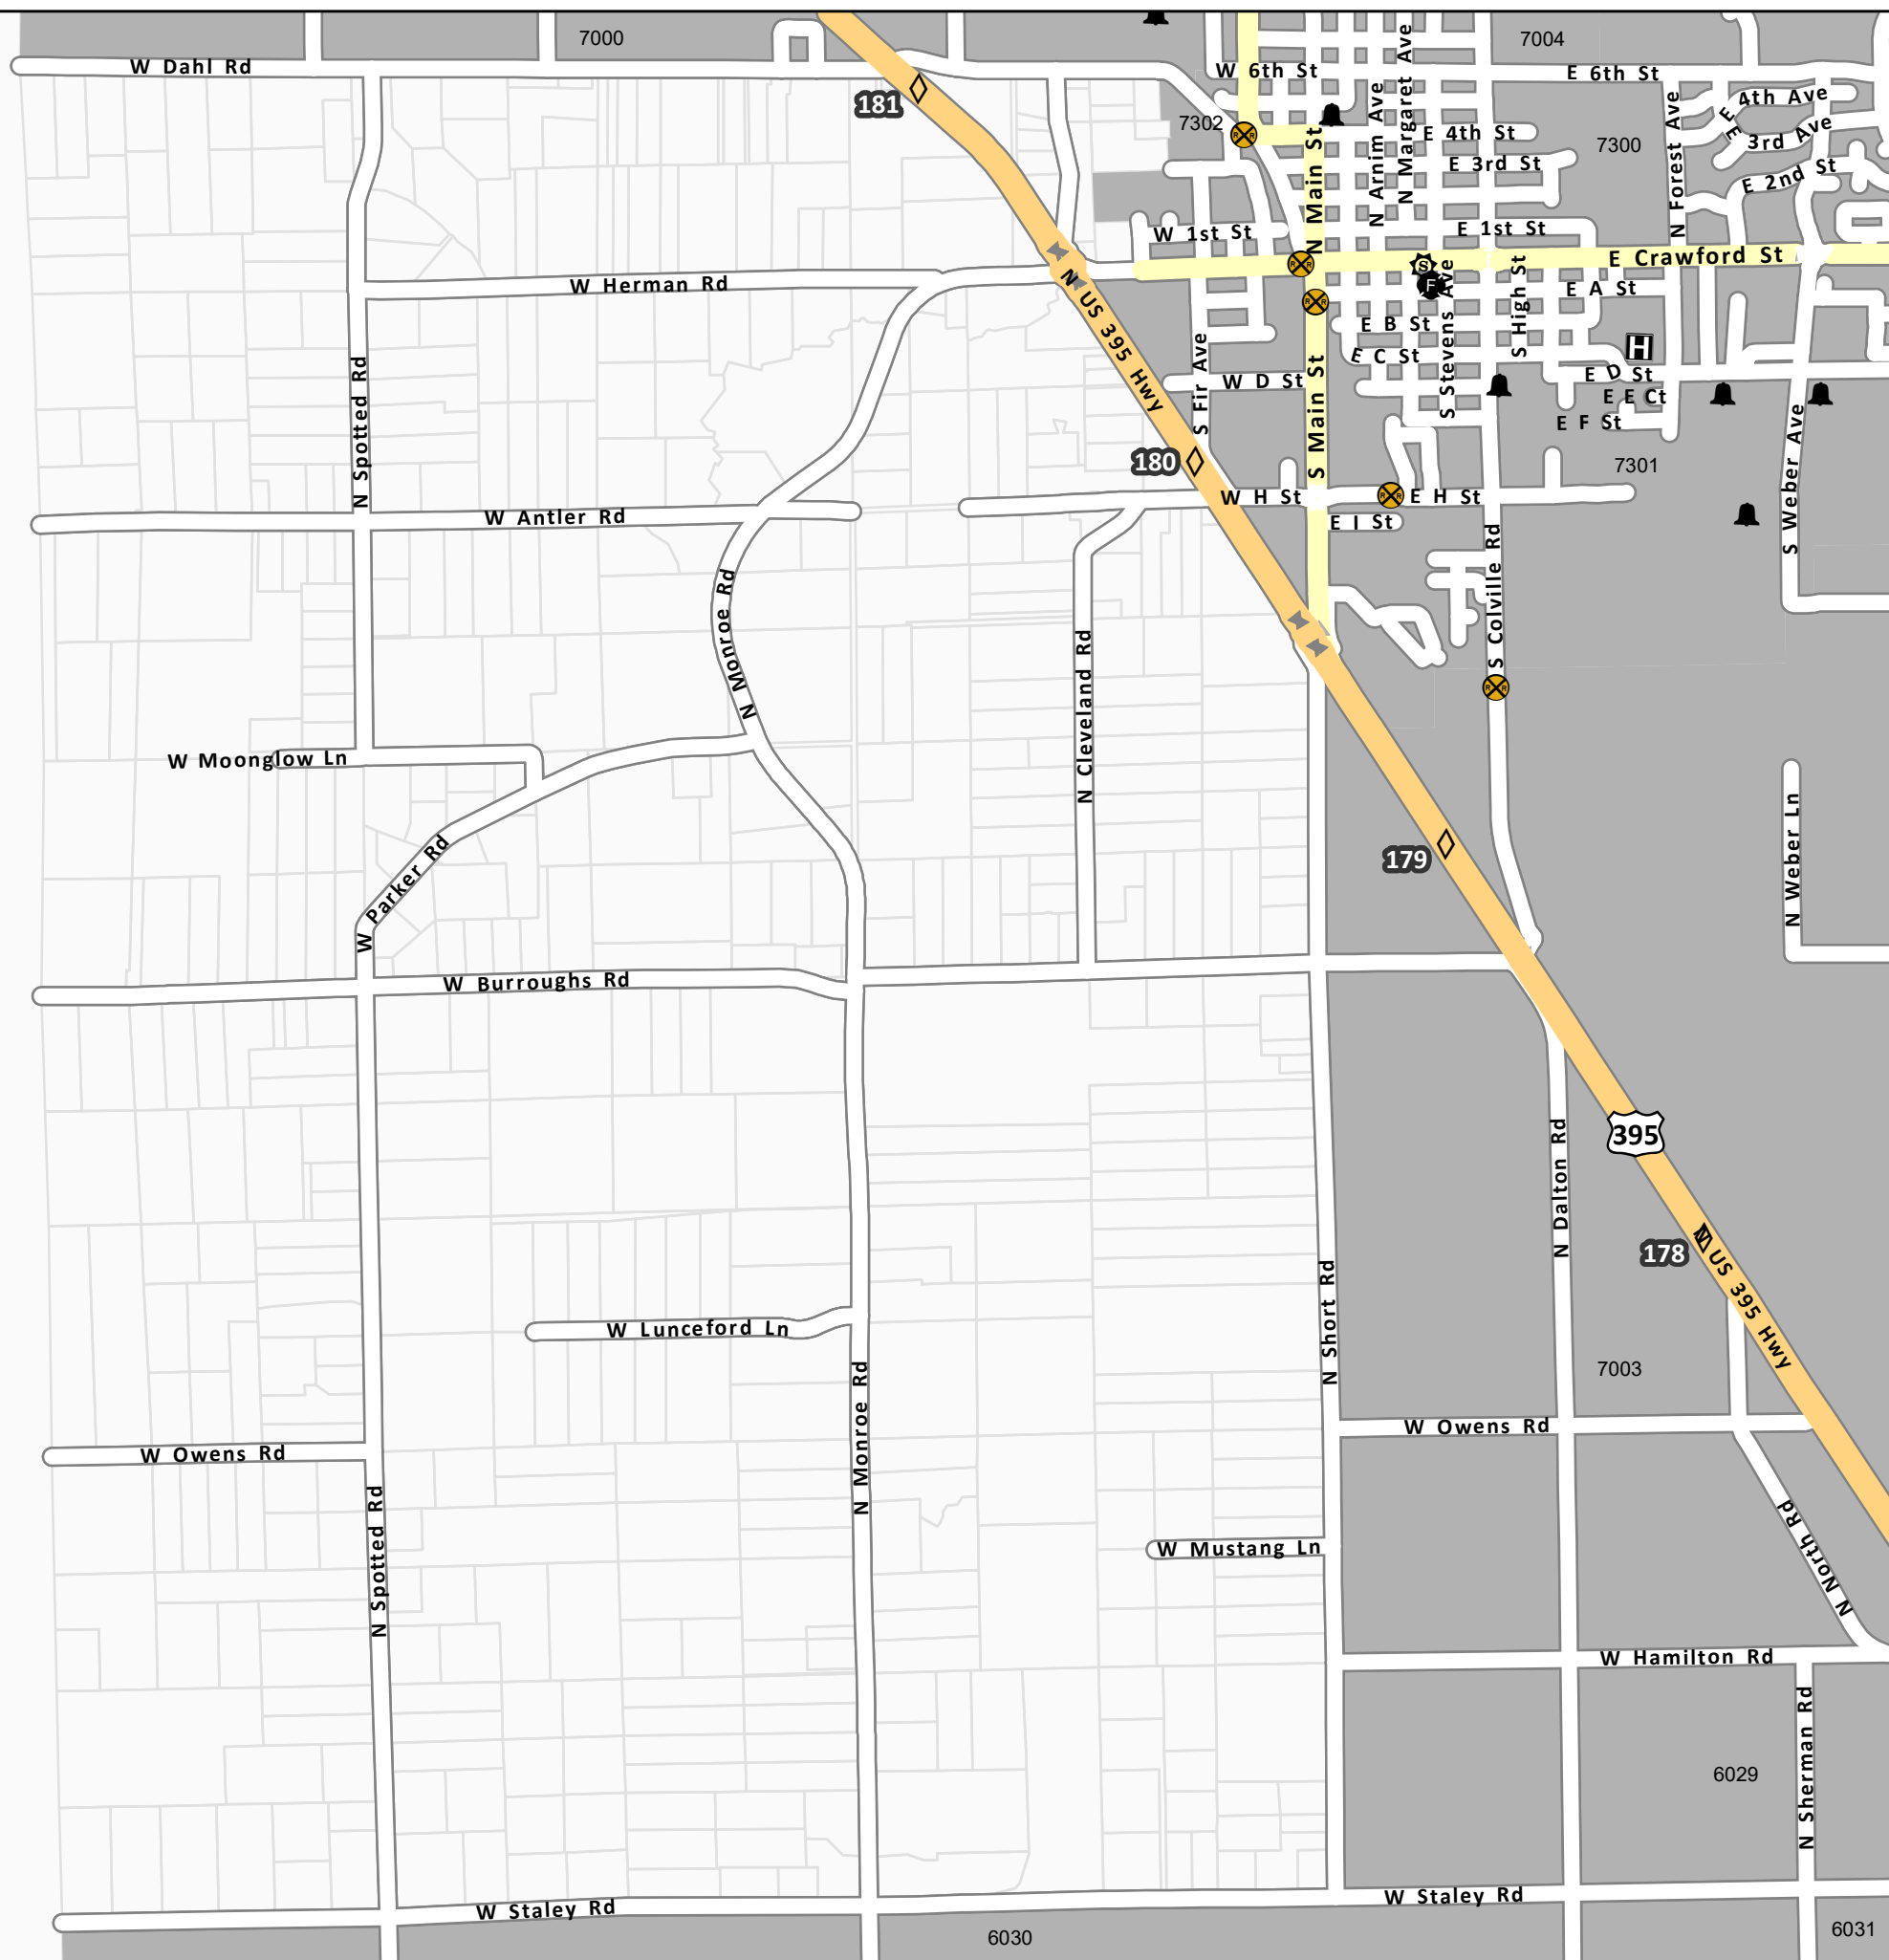 7000
7004
W Dahl Rd
W 6th St
E 6th St
181
7302
N Main St
N Arnim Ave
N Margaret Ave
E 4th St
E 3rd St
7300
N Forest Ave
E 4th Ave
E 3rd Ave
E 2nd St
W 1st St
E 1st St
E Crawford St
W Herman Rd
N US 395 Hwy
S
F
E A St
E B St
E C St
S Stevens Ave
S High St
H
E D St
E E Ct
E F St
N Spotted Rd
S Fir Ave
W D St
S Main St
180
7301
S Weber Ave
W Antler Rd
W H St
E H St
E I St
S Colville Rd
N Monroe Rd
N Cleveland Rd
W Moonglow Ln
W Parker Rd
179
N Weber Ln
W Burroughs Rd
395
N Dalton Rd
178
N US 395 Hwy
N Short Rd
W Lunceford Ln
7003
N Monroe Rd
W Owens Rd
W Owens Rd
N Spotted Rd
W Mustang Ln
N North Rd
W Hamilton Rd
N Sherman Rd
6029
W Staley Rd
W Staley Rd
6030
6031